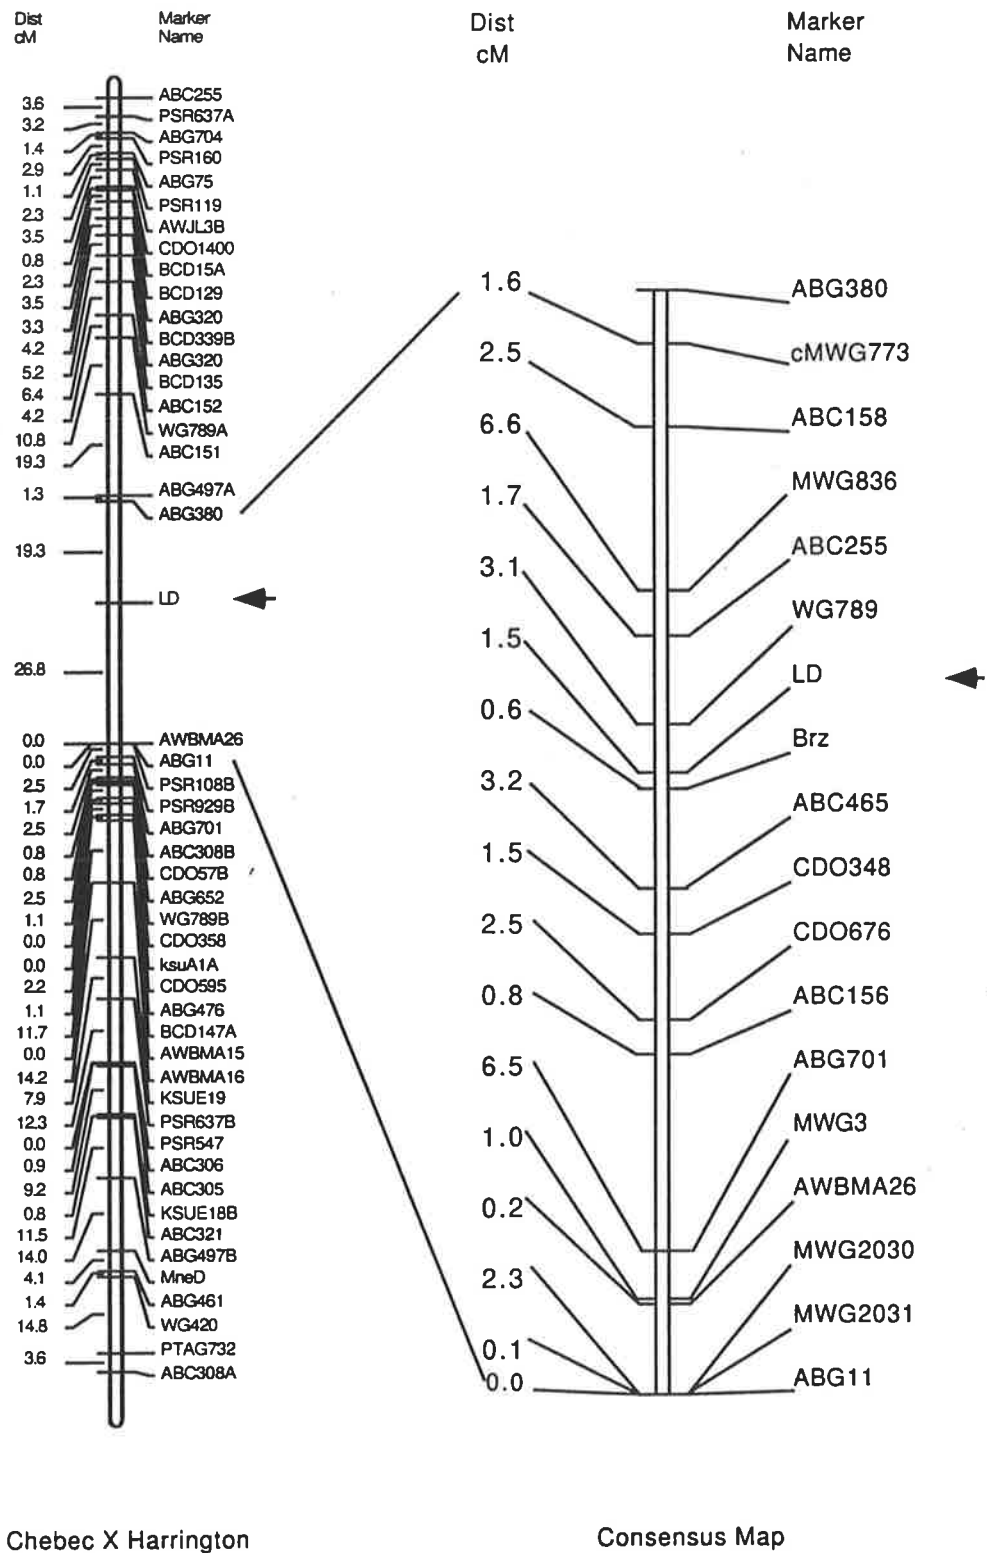 Dist
cM
Marker
Name
3.6
3.2
1.4
2.9
1.1
2.3
3.5
0.8
2.3
3.5
3.3
4.2
5.2
6.4
4.2
10.8
19.3
1.3
19.3
26.8
0.0
0.0
2.5
1.7
2.5
0.8
0.8
2.5
1.1
0.0
0.0
2.2
1.1
11.7
0.0
14.2
7.9
12.3
0.0
0.9
9.2
0.8
11.5
14.0
4.1
1.4
14.8
3.6
ABC255
PSR637A
ABG704
PSR160
ABG75
PSR119
AWJL3B
CDO1400
BCD15A
BCD129
ABG320
BCD339B
ABG320
BCD135
ABC152
WG789A
ABC151
ABG497A
ABG380
LD
AWBMA26
ABG11
PSR108B
PSR929B
ABG701
ABC308B
CDO57B
ABG652
WG789B
CDO358
ksuA1A
CDO595
ABG476
BCD147A
AWBMA15
AWBMA16
KSUE19
PSR637B
PSR547
ABC306
ABC305
KSUE18B
ABC321
ABG497B
MneD
ABG461
WG420
PTAG732
ABC308A
Chebec X Harrington
Dist
cM
Marker
Name
1.6
2.5
6.6
1.7
3.1
1.5
0.6
3.2
1.5
2.5
0.8
6.5
1.0
0.2
2.3
0.1
0.0
ABG380
cMWG773
ABC158
MWG836
ABC255
WG789
LD
Brz
ABC465
CDO348
CDO676
ABC156
ABG701
MWG3
AWBMA26
MWG2030
MWG2031
ABG11
Consensus Map